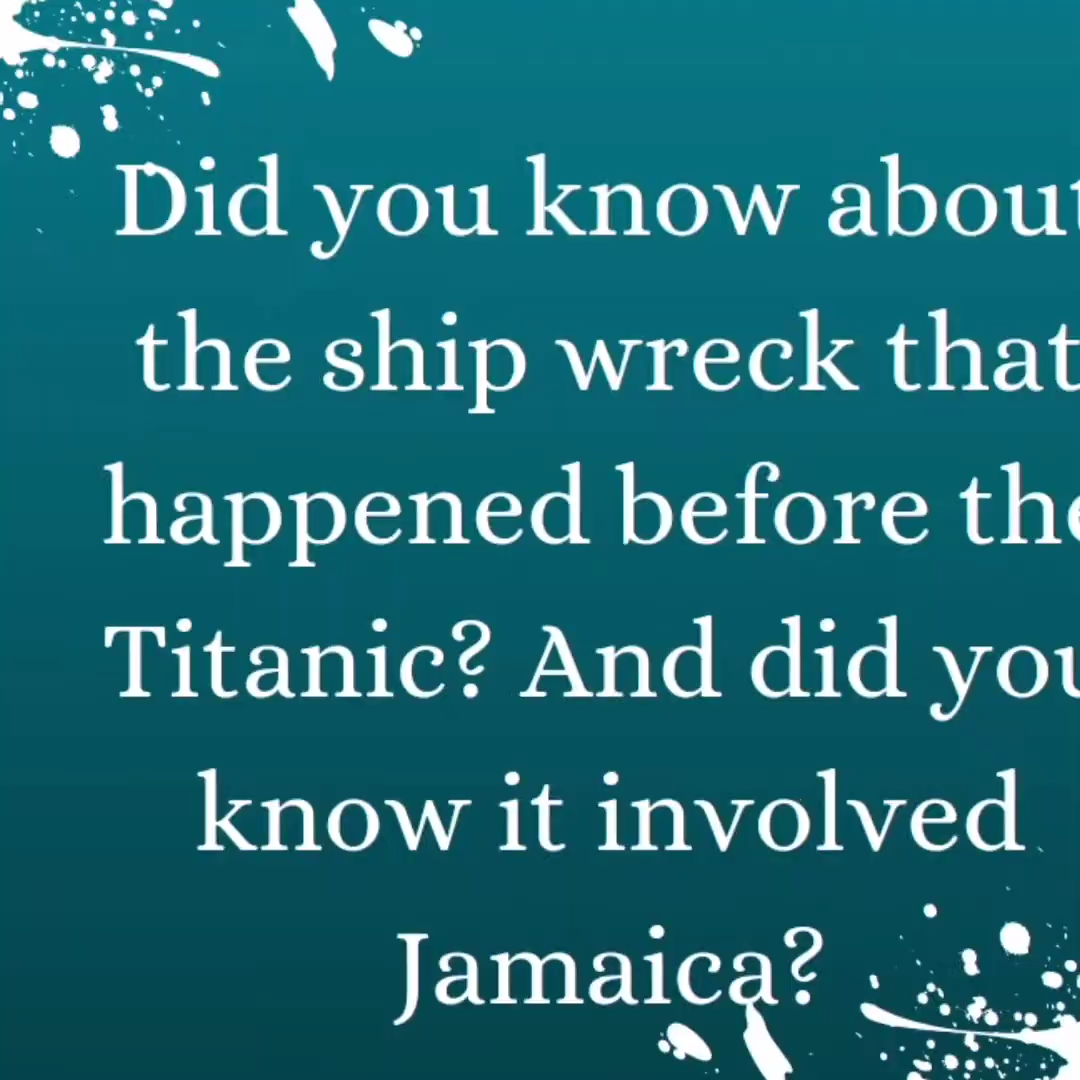 Did you know about
the ship wreck that
happened before the
Titanic? And did you
know it involved
Jamaica?